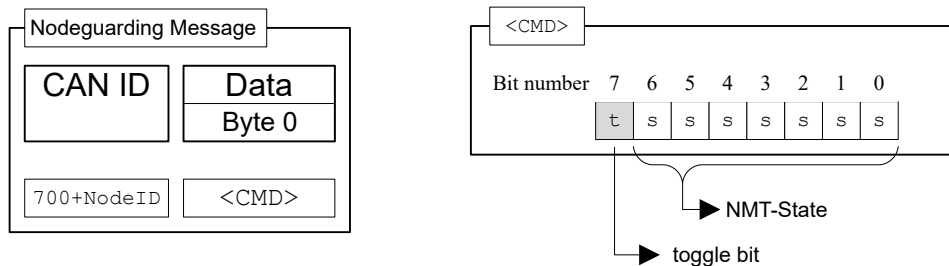 Nodeguarding Message
CAN ID
Data
Byte 0
700+NodeID
<CMD>
<CMD>
Bit number 7 6 5 4 3 2 1 0
t s s s s s s s
NMT-State
toggle bit